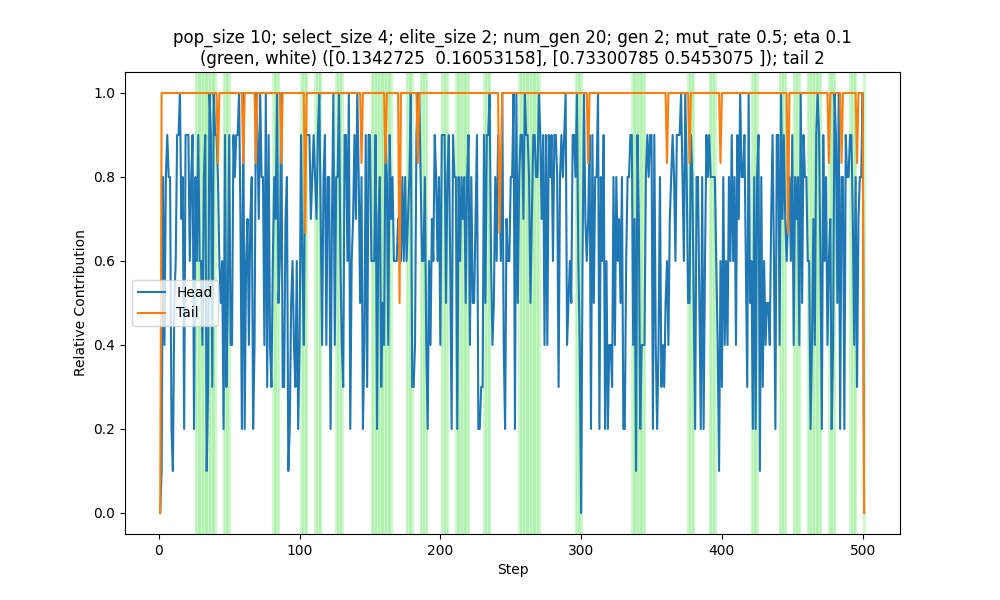 pop_size 10; select_size 4; elite_size 2; num_gen 20; gen 2; mut_rate 0.5; eta 0.1
(green, white) ([0.1342725  0.16053158], [0.73300785 0.5453075 ]); tail 2
1.0
0.8
0.6
0.4
0.2
0.0
Relative Contribution
Head
Tail
0
100
200
300
400
500
Step